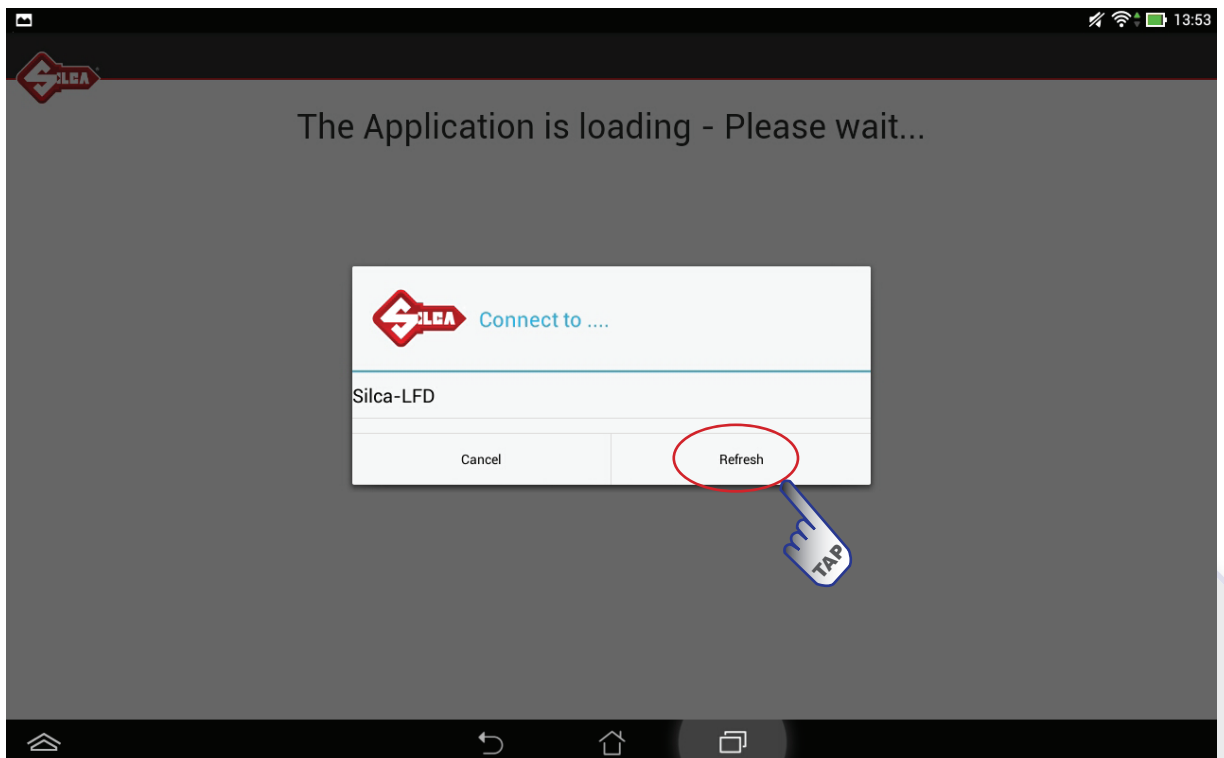 13:53
SILCA
The Application is loading - Please wait...
SILCA
Connect to ....
Silca-LFD
Cancel
Refresh
TAP